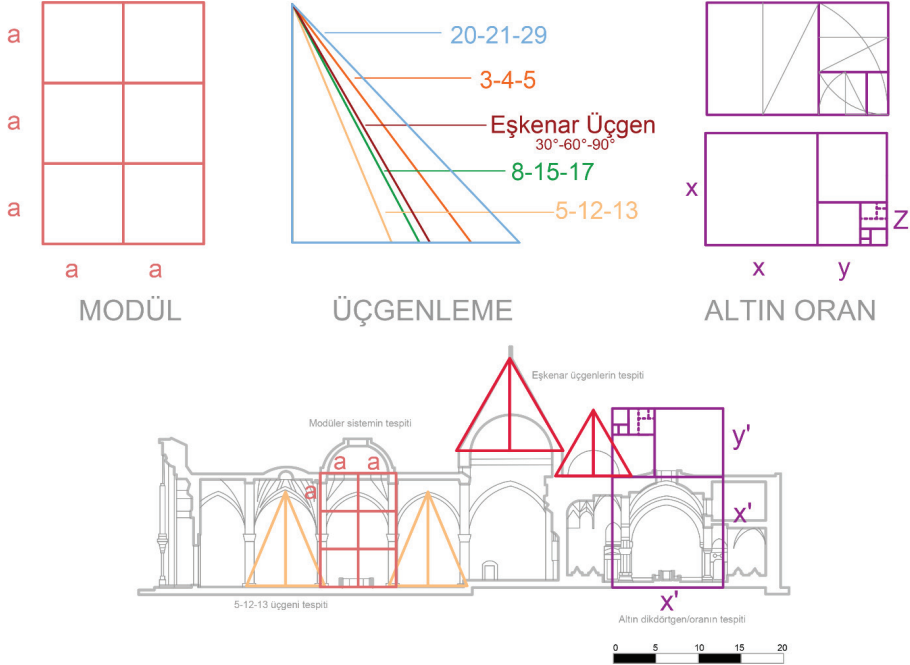 a
a
a
a a
MODÜL
20-21-29
3-4-5
Eşkenar Üçgen
30°-60°-90°
8-15-17
5-12-13
ÜÇGENLEME
x
Z
x y
ALTIN ORAN
Eşkenar üçgenlerin tespiti
Modüler sistemin tespiti
a a
a
y'
x'
x'
5-12-13 üçgeni tespiti
Altın dikdörtgen/oranın tespiti
0 5 10 15 20